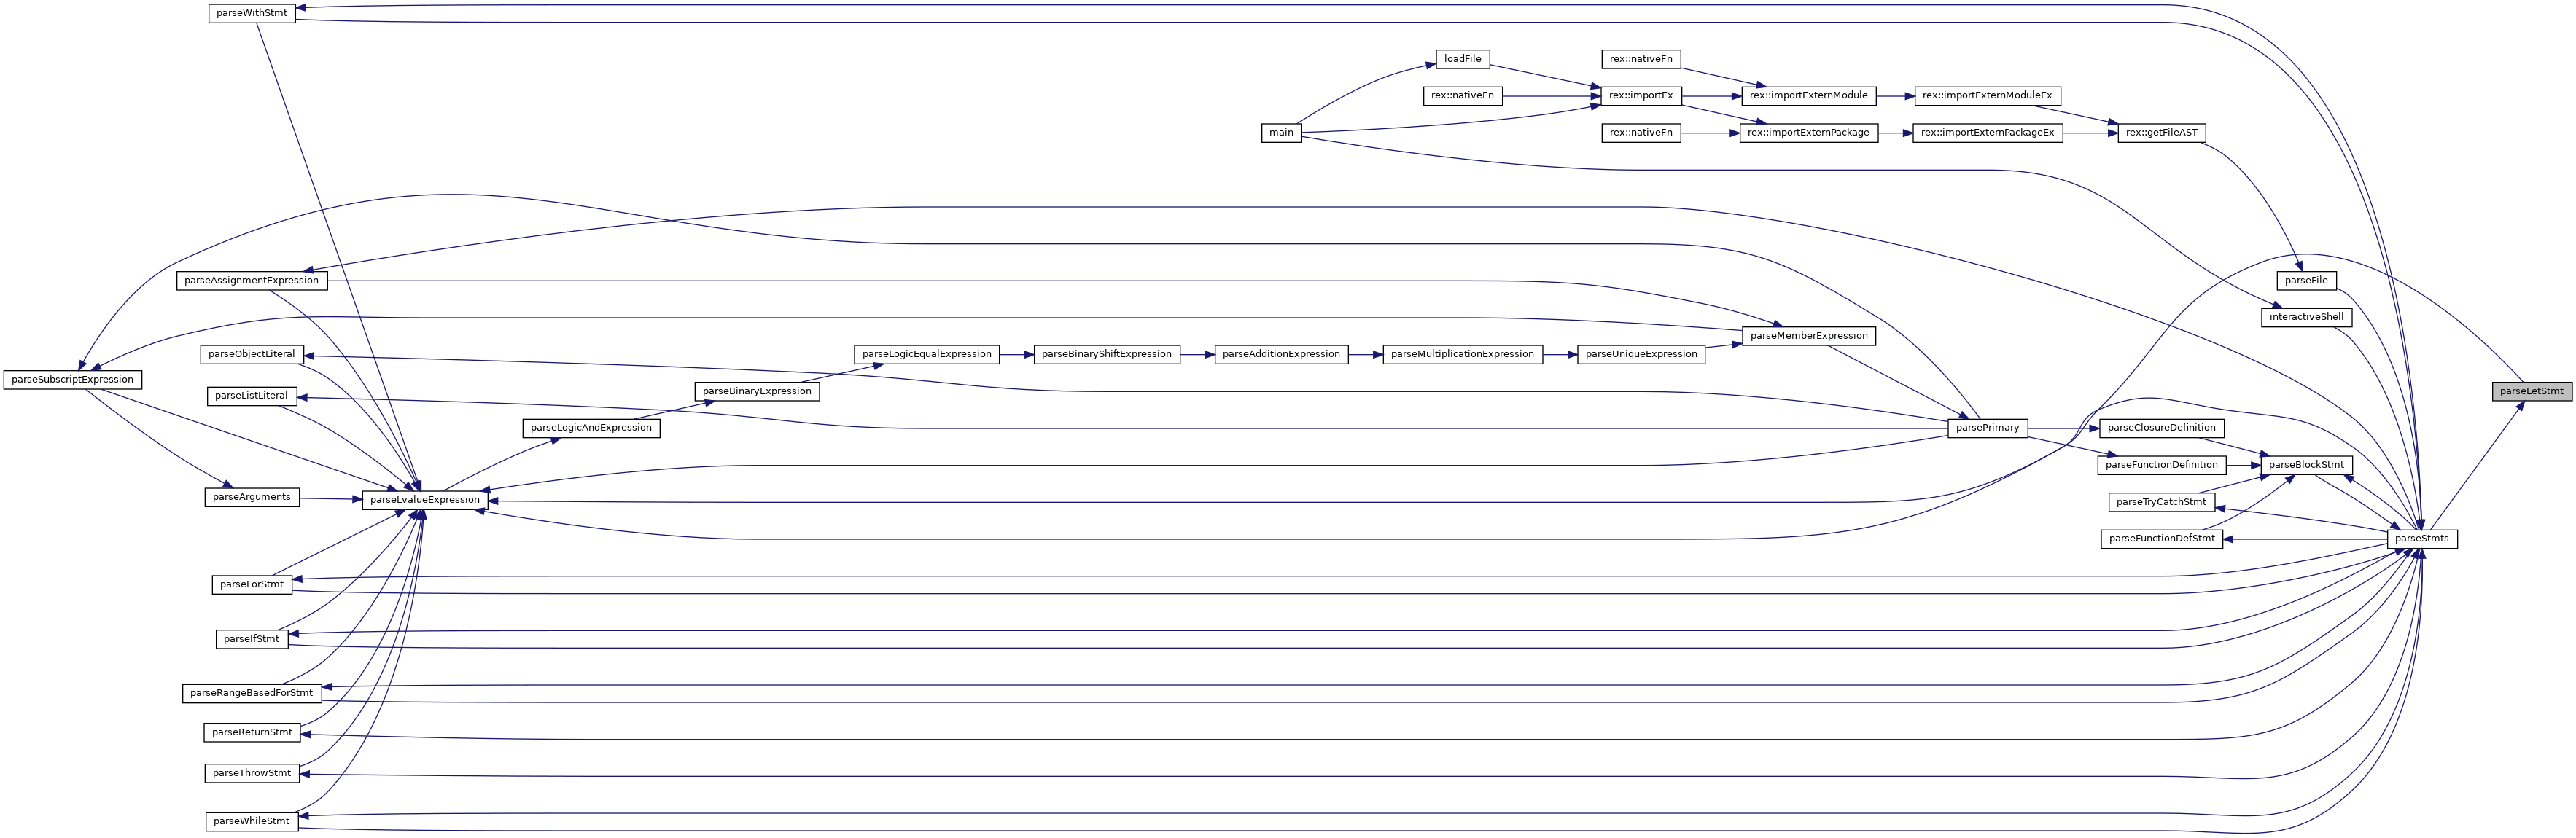 parseWithStmt
loadFile
rex::nativeFn
rex::nativeFn
rex::importEx
rex::importExternModule
rex::importExternModuleEx
main
rex::nativeFn
rex::importExternPackage
rex::importExternPackageEx
rex::getFileAST
parseAssignmentExpression
parseFile
interactiveShell
parseMemberExpression
parseObjectLiteral
parseLogicEqualExpression
parseBinaryShiftExpression
parseAdditionExpression
parseMultiplicationExpression
parseUniqueExpression
parseSubscriptExpression
parseListLiteral
parseBinaryExpression
parseLetStmt
parseLogicAndExpression
parsePrimary
parseClosureDefinition
parseFunctionDefinition
parseBlockStmt
parseArguments
parseLvalueExpression
parseTryCatchStmt
parseFunctionDefStmt
parseStmts
parseForStmt
parseIfStmt
parseRangeBasedForStmt
parseReturnStmt
parseThrowStmt
parseWhileStmt